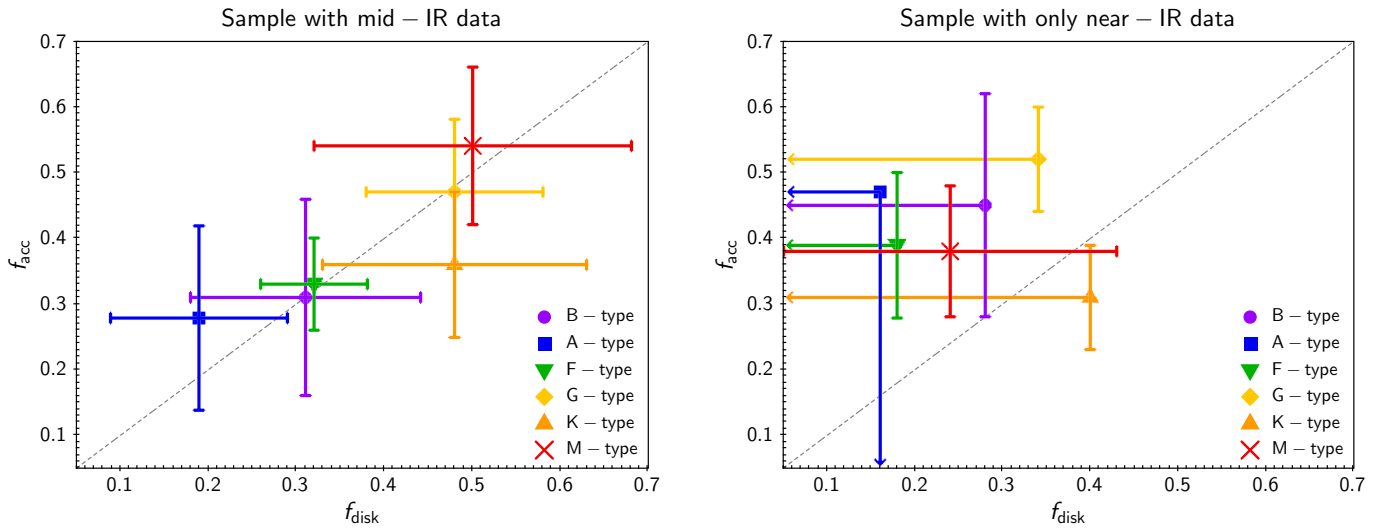 Sample with mid – IR data
0.7
0.6
0.5
0.4
0.3
0.2
0.1
f_acc
B – type
A – type
F – type
G – type
K – type
M – type
0.1 0.2 0.3 0.4 0.5 0.6 0.7
f_disk
Sample with only near – IR data
0.7
0.6
0.5
0.4
0.3
0.2
0.1
f_acc
B – type
A – type
F – type
G – type
K – type
M – type
0.1 0.2 0.3 0.4 0.5 0.6 0.7
f_disk